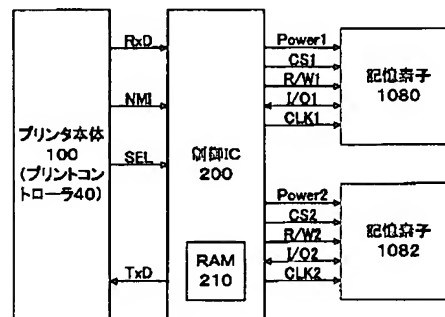 プリンタ本体
100
(プリントコン
トローラ40)
RxD
NMI
SEL
TxD
制御IC
200
RAM
210
Power1
CS1
R/W1
I/O1
CLK1
記憶素子
1080
Power2
CS2
R/W2
I/O2
CLK2
記憶素子
1082